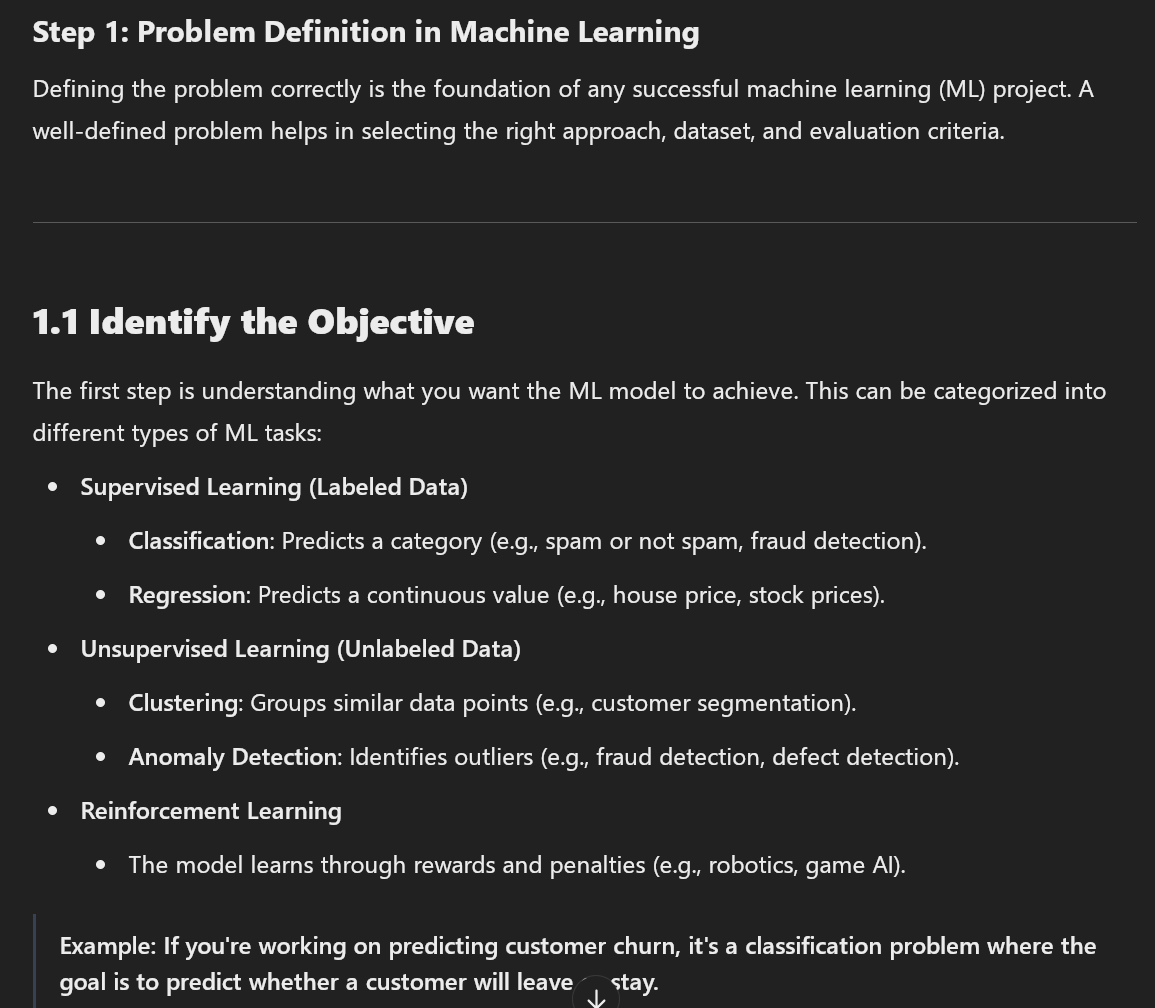 Step 1: Problem Definition in Machine Learning
Defining the problem correctly is the foundation of any successful machine learning (ML) project. A
well-defined problem helps in selecting the right approach, dataset, and evaluation criteria.
1.1 Identify the Objective
The first step is understanding what you want the ML model to achieve. This can be categorized into
different types of ML tasks:
• Supervised Learning (Labeled Data)
• Classification: Predicts a category (e.g., spam or not spam, fraud detection).
• Regression: Predicts a continuous value (e.g., house price, stock prices).
• Unsupervised Learning (Unlabeled Data)
• Clustering: Groups similar data points (e.g., customer segmentation).
• Anomaly Detection: Identifies outliers (e.g., fraud detection, defect detection).
• Reinforcement Learning
• The model learns through rewards and penalties (e.g., robotics, game AI).
Example: If you're working on predicting customer churn, it's a classification problem where the
goal is to predict whether a customer will leave stay.